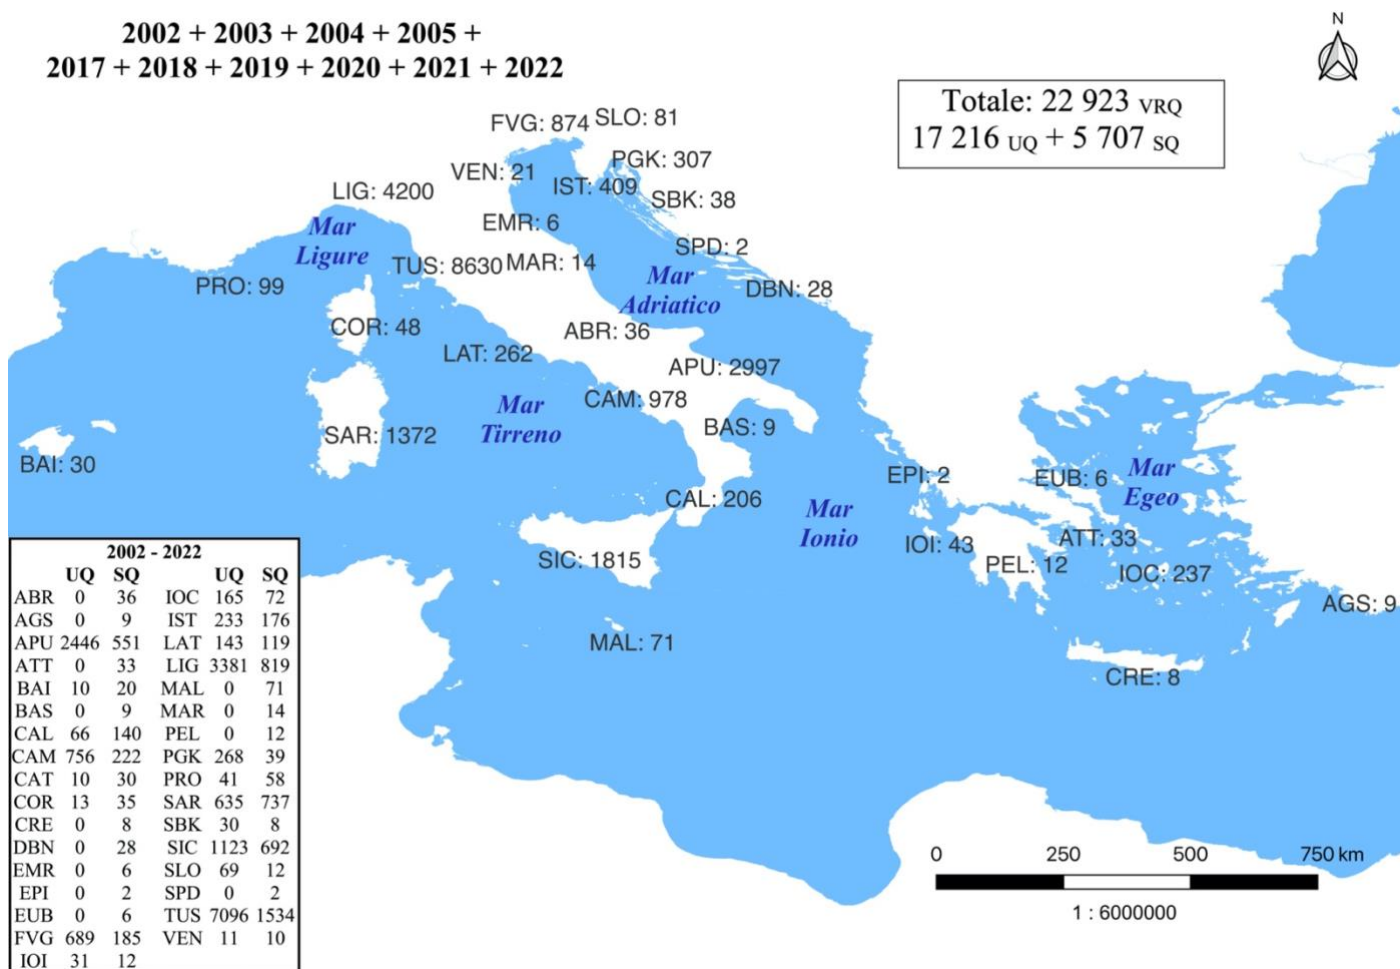 2002 + 2003 + 2004 + 2005 +
2017 + 2018 + 2019 + 2020 + 2021 + 2022
N
Totale: 22 923 VRQ
17 216 UQ + 5 707 SQ
FVG: 874
SLO: 81
VEN: 21
PGK: 307
IST: 409
LIG: 4200
SBK: 38
EMR: 6
Mar
Ligure
SPD: 2
TUS: 8630
MAR: 14
Mar
Adriatico
PRO: 99
DBN: 28
COR: 48
ABR: 36
LAT: 262
APU: 2997
CAM: 978
Mar
Tirreno
BAS: 9
SAR: 1372
BAI: 30
EPI: 2
EUB: 6
Mar
Egeo
CAL: 206
Mar
Ionio
IOI: 43
ATT: 33
SIC: 1815
PEL: 12
IOC: 237
AGS: 9
MAL: 71
CRE: 8
2002 - 2022
UQ SQ UQ SQ
ABR 0 36 IOC 165 72
AGS 0 9 IST 233 176
APU 2446 551 LAT 143 119
ATT 0 33 LIG 3381 819
BAI 10 20 MAL 0 71
BAS 0 9 MAR 0 14
CAL 66 140 PEL 0 12
CAM 756 222 PGK 268 39
CAT 10 30 PRO 41 58
COR 13 35 SAR 635 737
CRE 0 8 SBK 30 8
DBN 0 28 SIC 1123 692
EMR 0 6 SLO 69 12
EPI 0 2 SPD 0 2
EUB 0 6 TUS 7096 1534
FVG 689 185 VEN 11 10
IOI 31 12
0 250 500 750 km
1 : 6000000